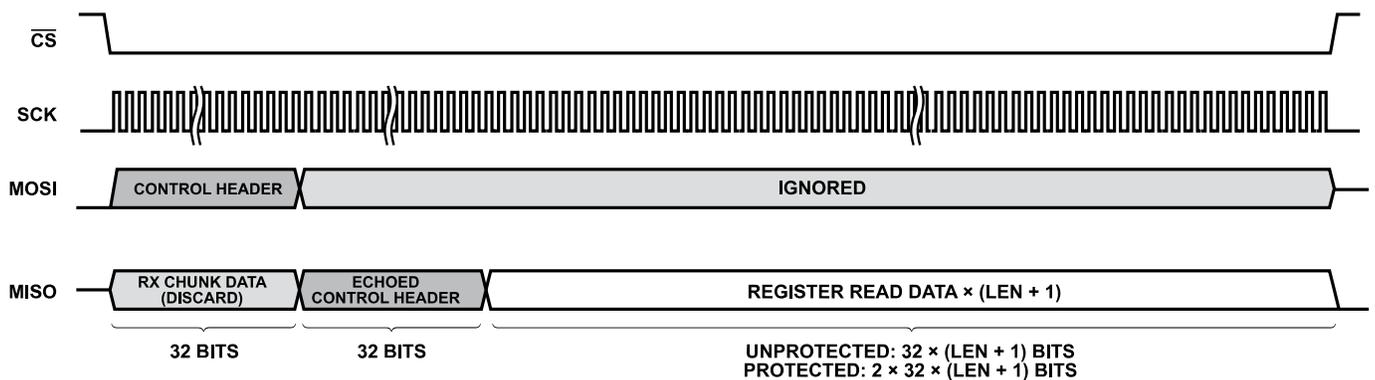 CS
SCK
MOSI
CONTROL HEADER
IGNORED
MISO
RX CHUNK DATA
(DISCARD)
ECHOED
CONTROL HEADER
REGISTER READ DATA × (LEN + 1)
32 BITS
32 BITS
UNPROTECTED: 32 × (LEN + 1) BITS
PROTECTED: 2 × 32 × (LEN + 1) BITS